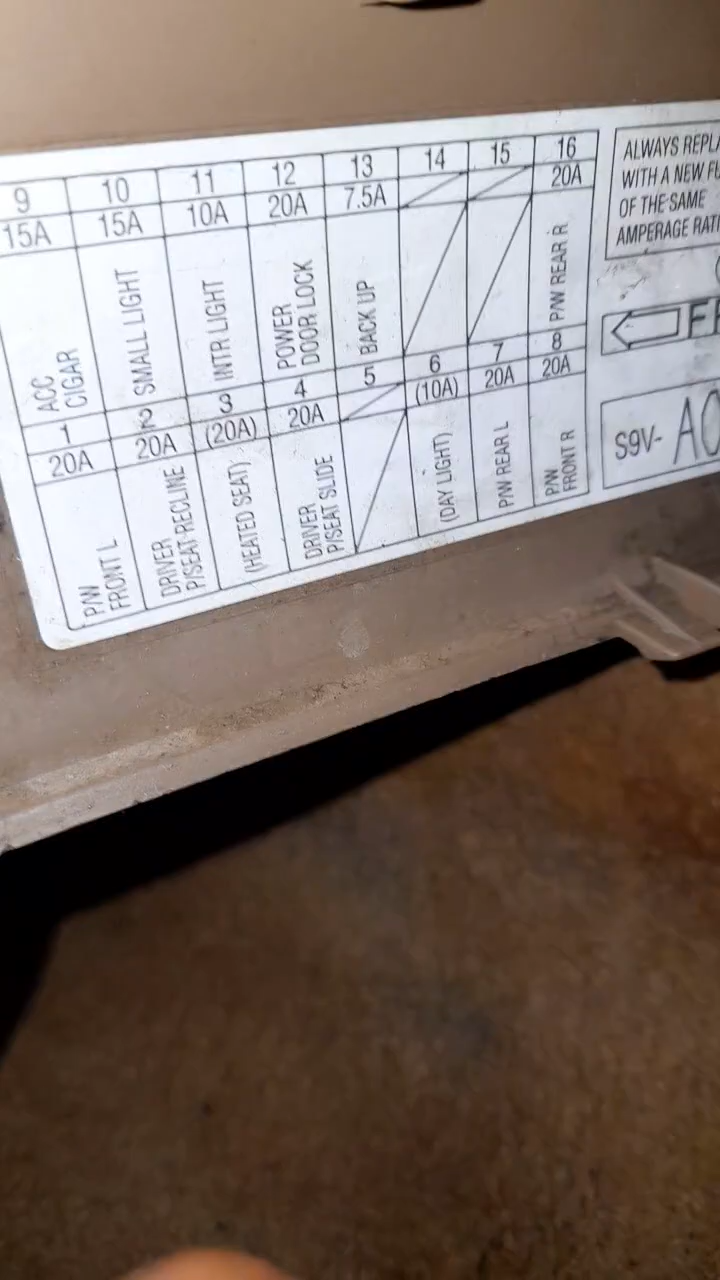 9 10 11 12 13 14 15 16
15A 15A 10A 20A 7.5A 20A
ACC CIGAR
SMALL LIGHT
INTR LIGHT
POWER DOOR LOCK
BACK UP
P/W REAR R
1 2 3 4 5 6 7 8
20A 20A (20A) 20A (10A) 20A 20A
P/W FRONT L
DRIVER P/SEAT-RECLINE
(HEATED SEAT)
DRIVER P/SEAT SLIDE
(DAY LIGHT)
P/W REAR L
P/W FRONT R
ALWAYS
WITH A NEW
OF THE SAME
AMPERAGE
S9V-